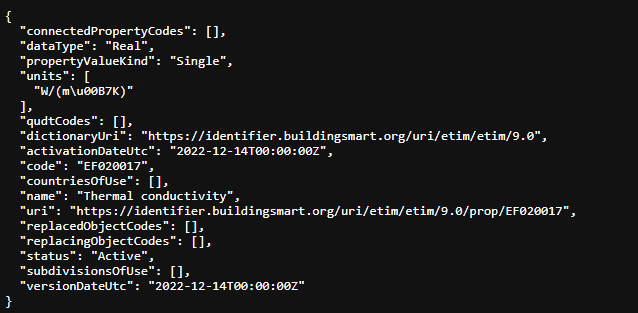 {
  "connectedPropertyCodes": [],
  "dataType": "Real",
  "propertyValueKind": "Single",
  "units": [
    "W/(m\u00B7K)"
  ],
  "qudtCodes": [],
  "dictionaryUri": "https://identifier.buildingsmart.org/uri/etim/etim/9.0",
  "activationDateUtc": "2022-12-14T00:00:00Z",
  "code": "EF020017",
  "countriesOfUse": [],
  "name": "Thermal conductivity",
  "uri": "https://identifier.buildingsmart.org/uri/etim/etim/9.0/prop/EF020017",
  "replacedObjectCodes": [],
  "replacingObjectCodes": [],
  "status": "Active",
  "subdivisionsOfUse": [],
  "versionDateUtc": "2022-12-14T00:00:00Z"
}